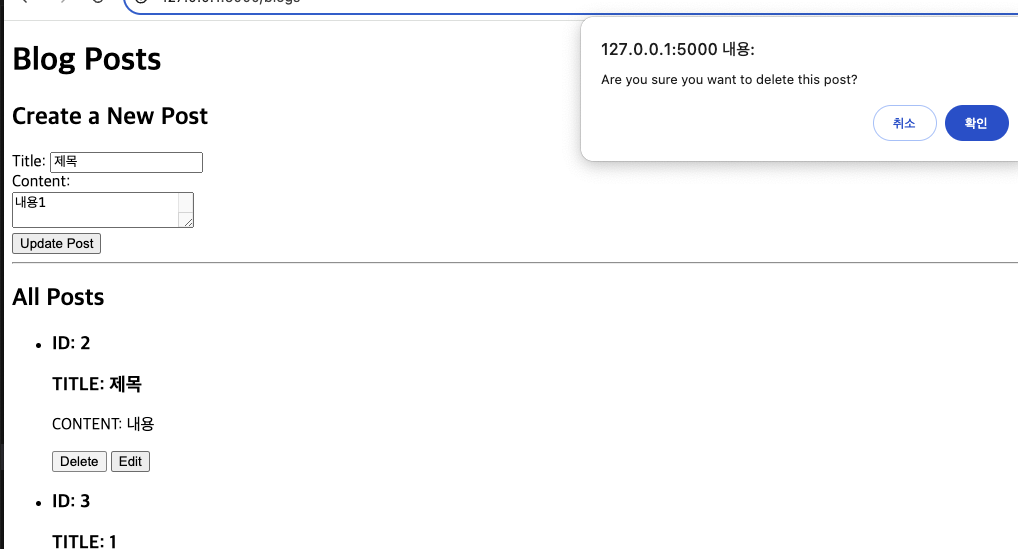 Blog Posts
127.0.0.1:5000 내용:
Are you sure you want to delete this post?
취소 확인
Create a New Post
Title: 제목
Content:
내용1
Update Post
All Posts
ID: 2
TITLE: 제목
CONTENT: 내용
Delete Edit
ID: 3
TITLE: 1